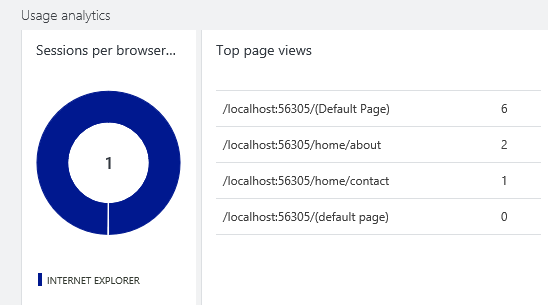 Usage analytics
Sessions per browser...
1
INTERNET EXPLORER
Top page views
/localhost:56305/(Default Page) 6
/localhost:56305/home/about 2
/localhost:56305/home/contact 1
/localhost:56305/(default page) 0